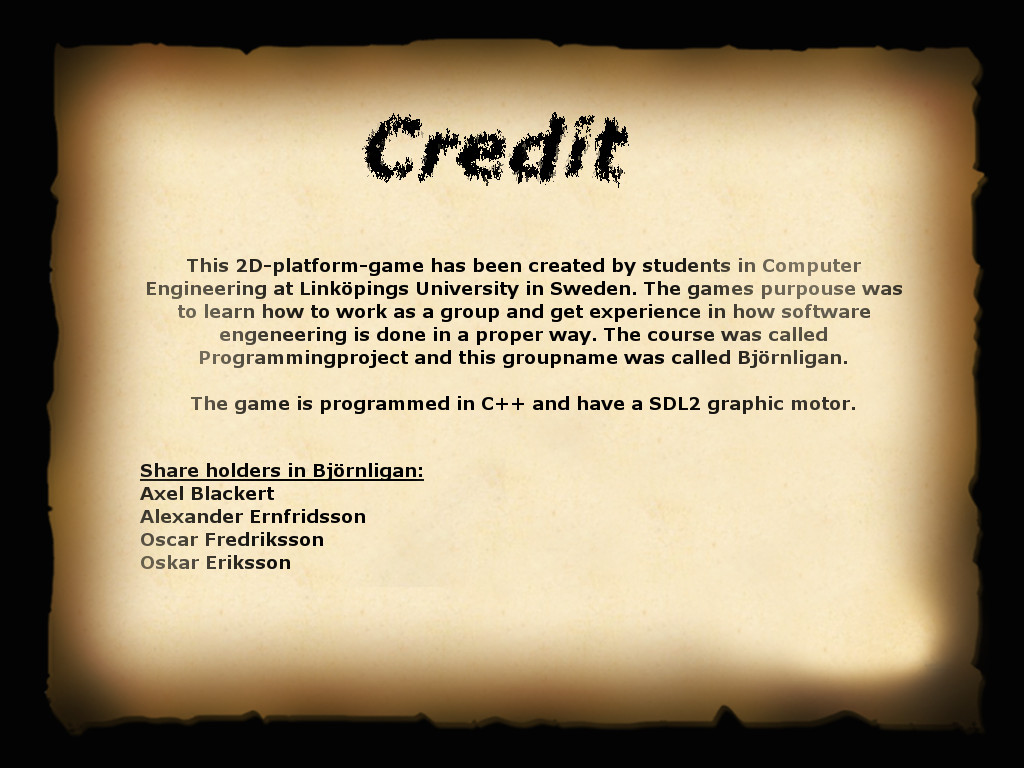 Credit
This 2D-platform-game has been created by students in Computer
Engineering at Linköpings University in Sweden. The games purpouse was
to learn how to work as a group and get experience in how software
engeneering is done in a proper way. The course was called
Programmingproject and this groupname was called Björnligan.
The game is programmed in C++ and have a SDL2 graphic motor.
Share holders in Björnligan:
Axel Blackert
Alexander Ernfridsson
Oscar Fredriksson
Oskar Eriksson